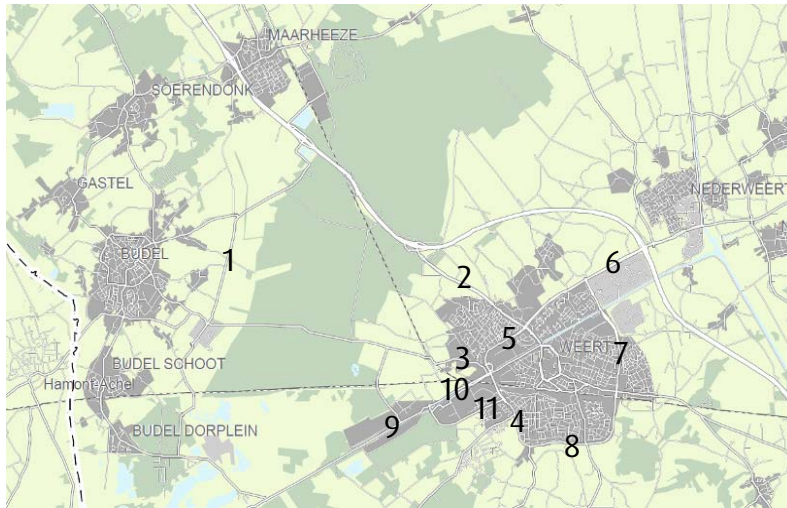 MAARHEEZE
SOERENDONK
GASTEL
NEDERWEERT
BUDEL
1
6
2
5
WEERT
7
3
BUDEL SCHOOT
Hamont-Achel
10
11
4
9
BUDEL DORPLEIN
8